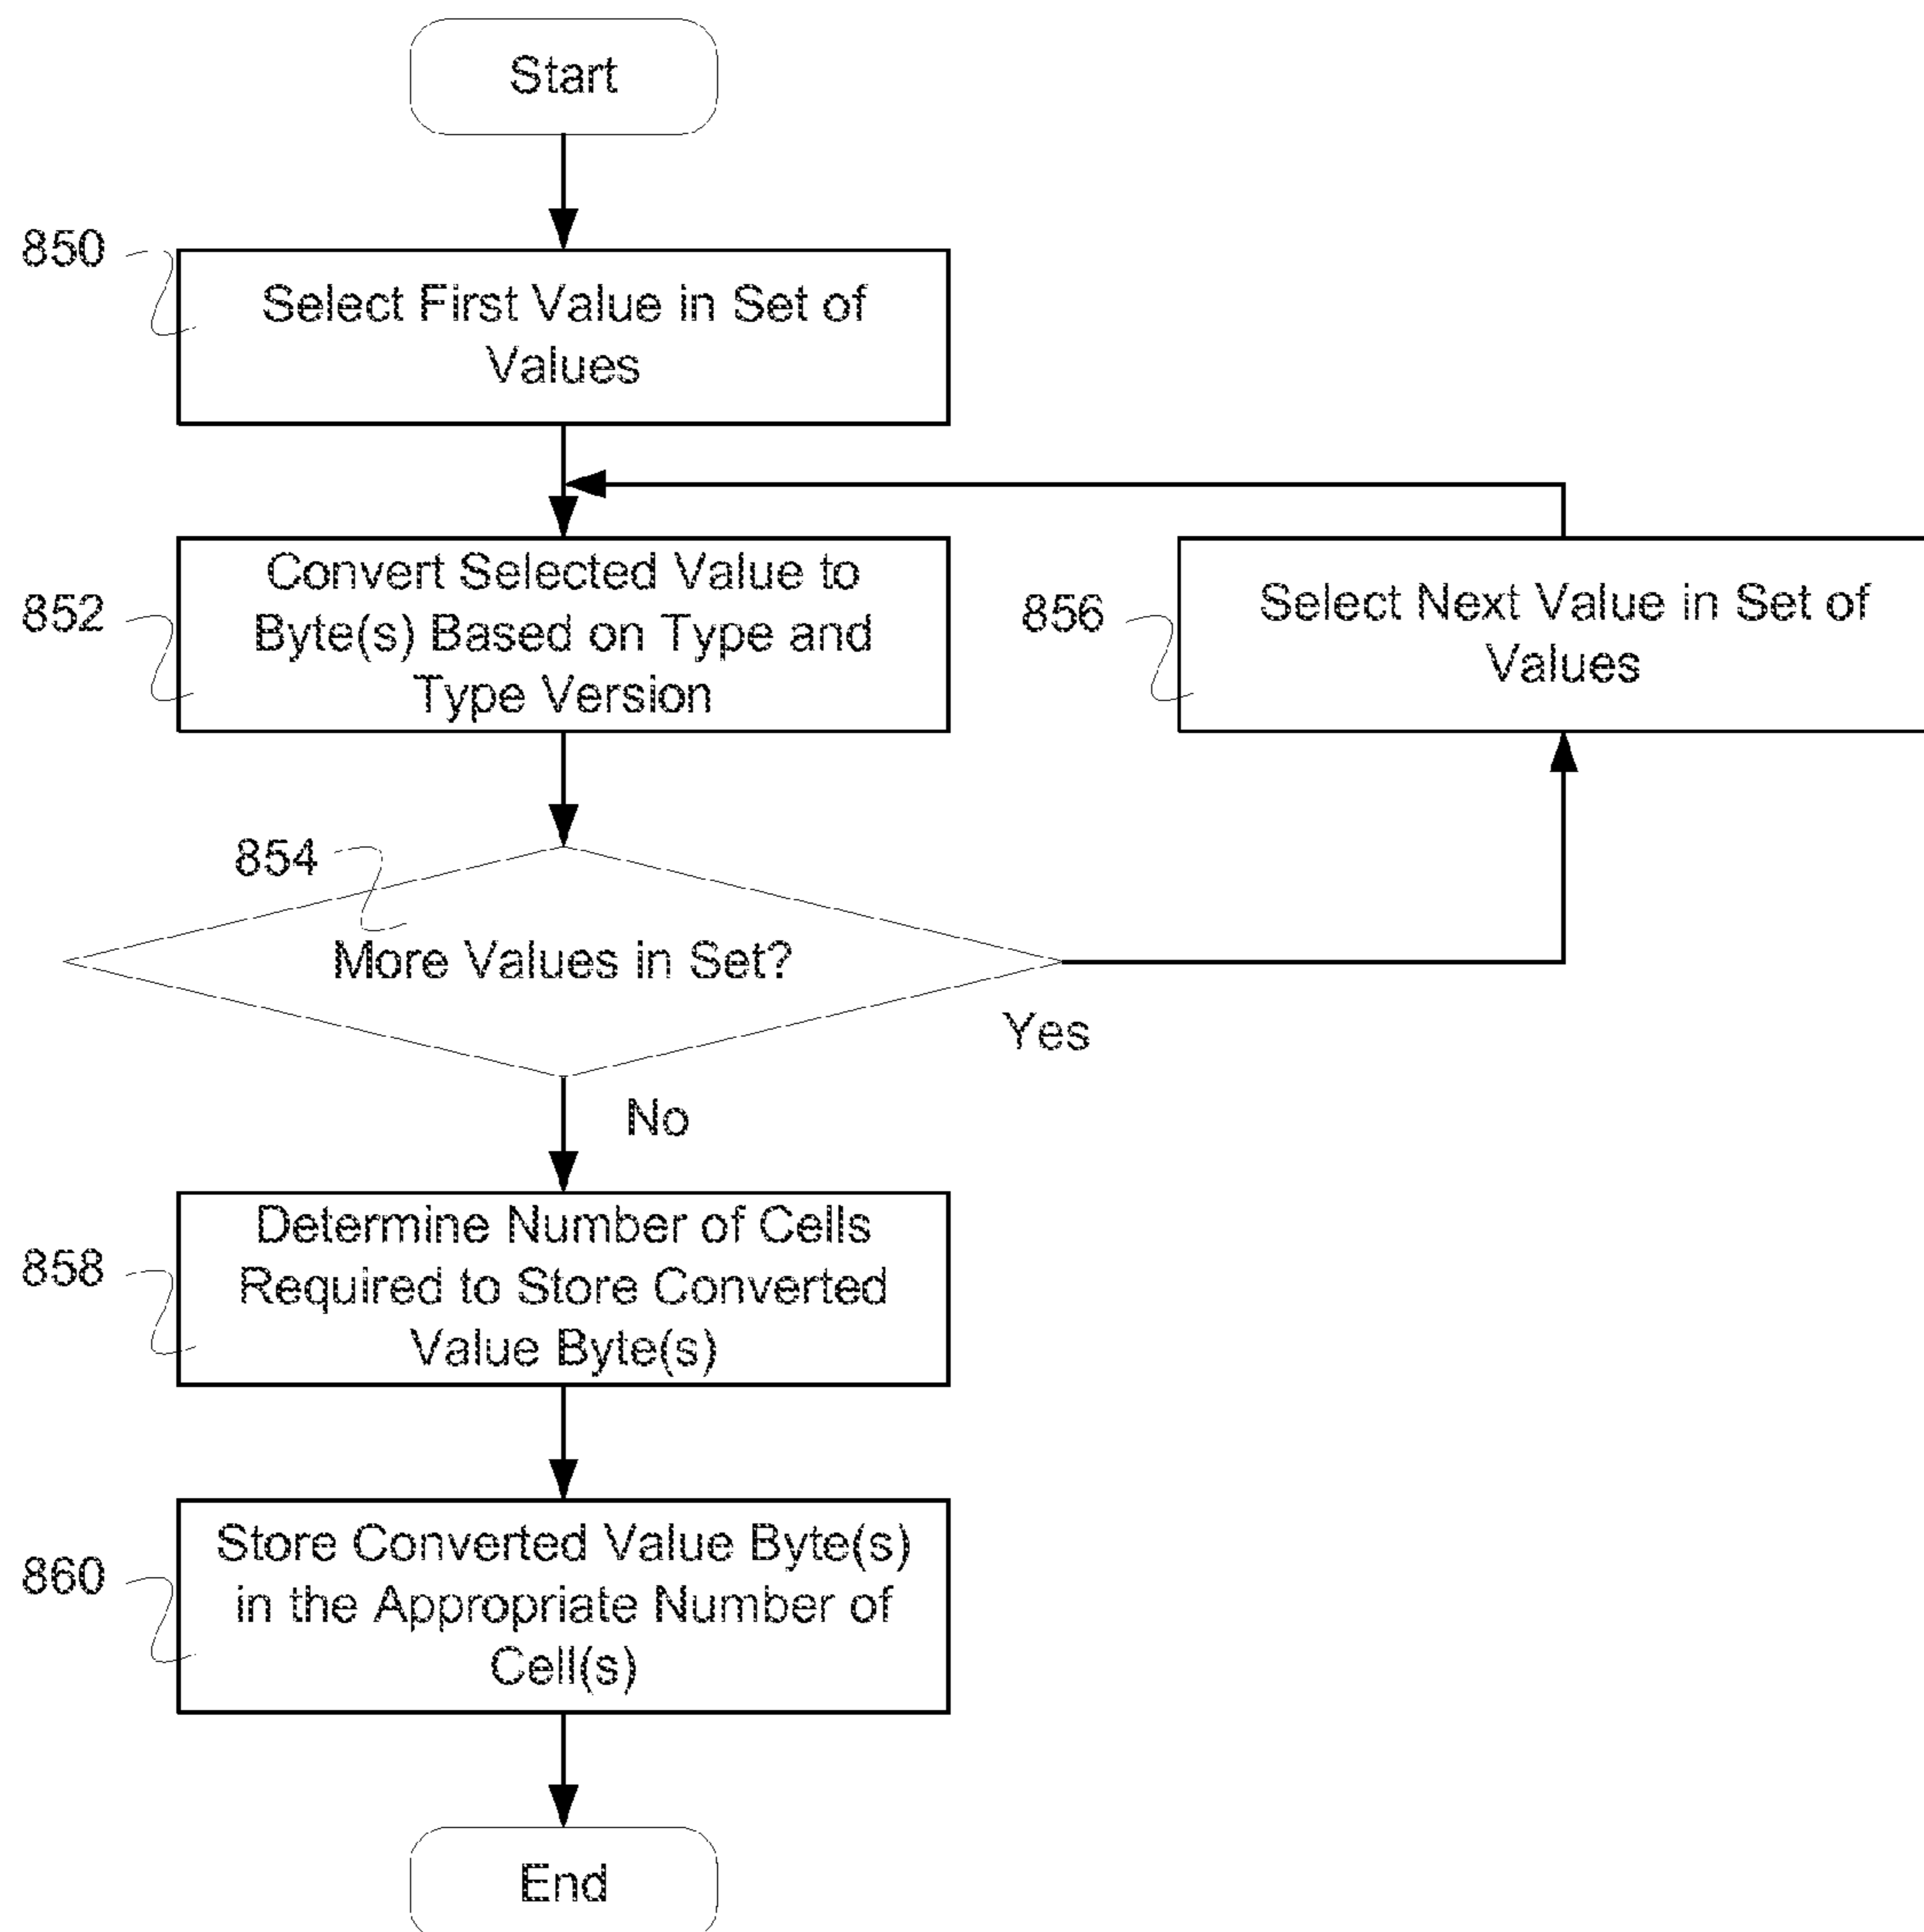 Start
850
Select First Value in Set of
Values
852
Convert Selected Value to
Byte(s) Based on Type and
Type Version
856
Select Next Value in Set of
Values
854
More Values in Set?
Yes
No
858
Determine Number of Cells
Required to Store Converted
Value Byte(s)
860
Store Converted Value Byte(s)
in the Appropriate Number of
Cell(s)
End